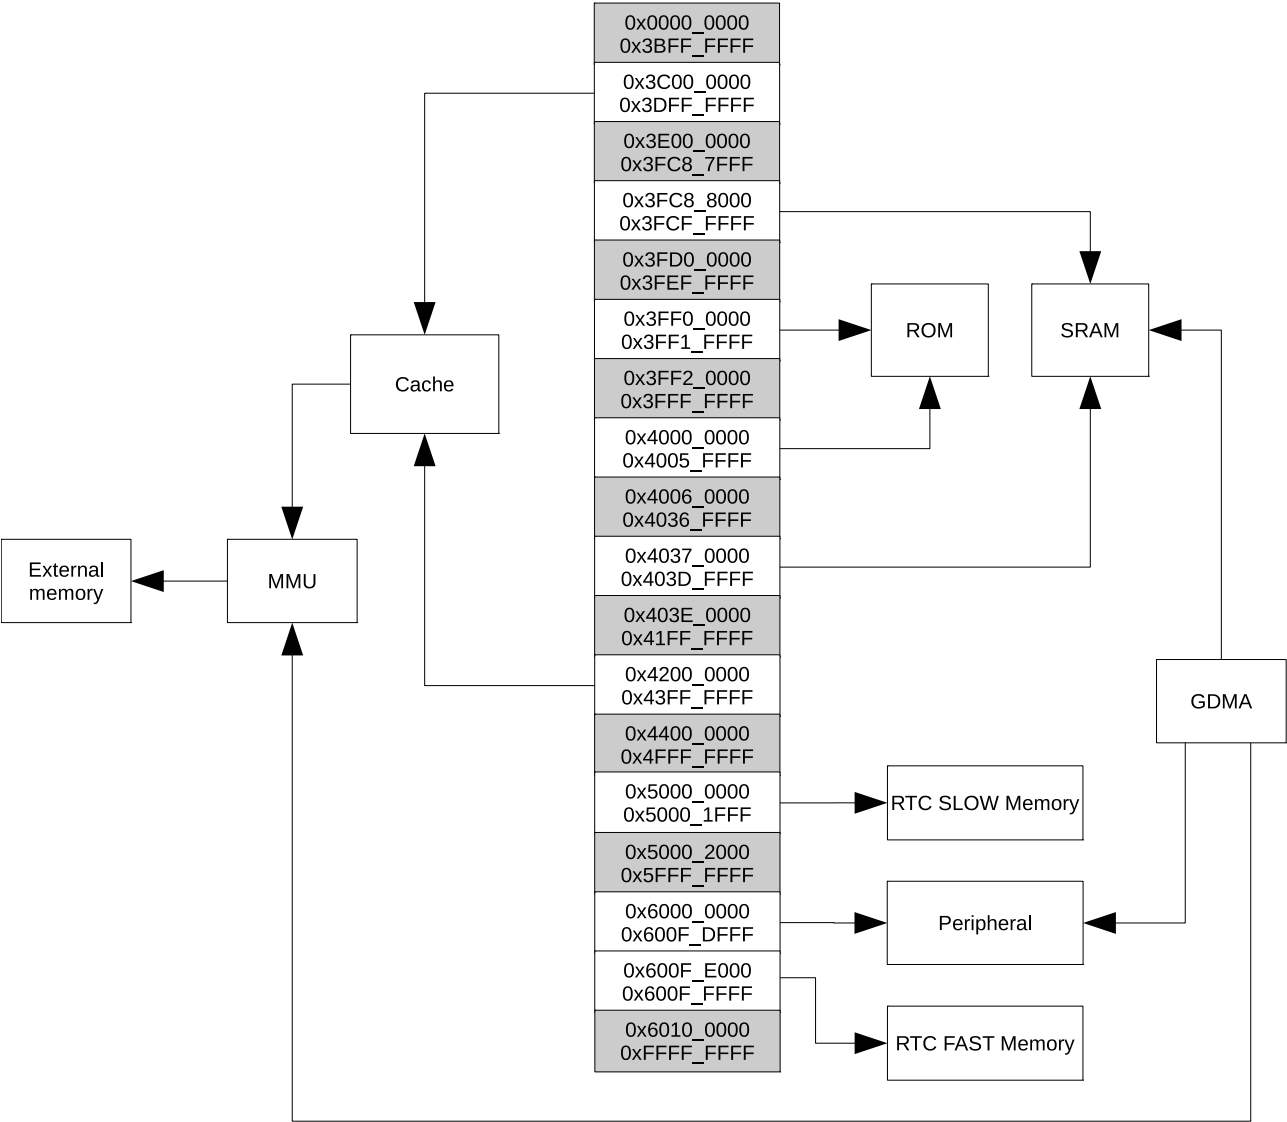 0x0000_0000
0x3BFF_FFFF
0x3C00_0000
0x3DFF_FFFF
0x3E00_0000
0x3FC8_7FFF
0x3FC8_8000
0x3FCF_FFFF
0x3FD0_0000
0x3FEF_FFFF
0x3FF0_0000
0x3FF1_FFFF
0x3FF2_0000
0x3FFF_FFFF
0x4000_0000
0x4005_FFFF
0x4006_0000
0x4036_FFFF
0x4037_0000
0x403D_FFFF
0x403E_0000
0x41FF_FFFF
0x4200_0000
0x43FF_FFFF
0x4400_0000
0x4FFF_FFFF
0x5000_0000
0x5000_1FFF
0x5000_2000
0x5FFF_FFFF
0x6000_0000
0x600F_DFFF
0x600F_E000
0x600F_FFFF
0x6010_0000
0xFFFF_FFFF
ROM
SRAM
Cache
External
memory
MMU
GDMA
RTC SLOW Memory
Peripheral
RTC FAST Memory